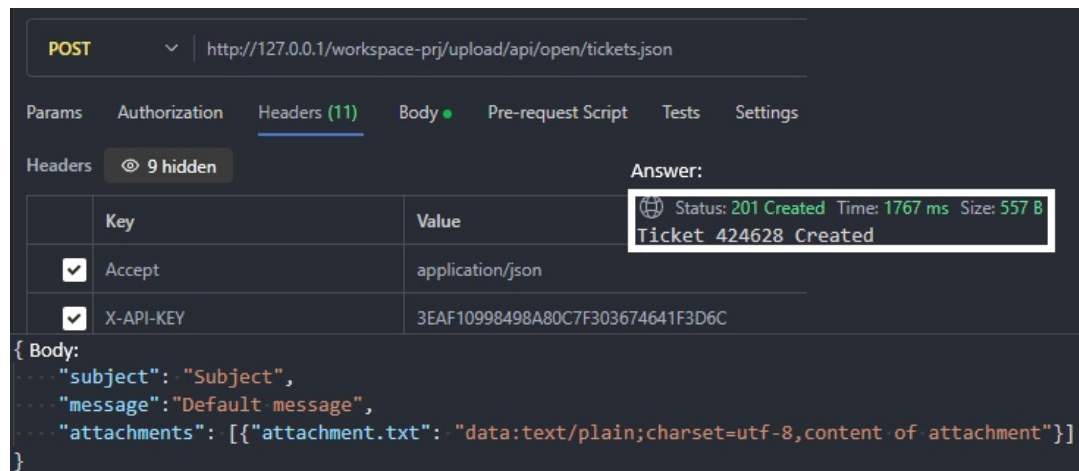 POST http://127.0.0.1/workspace-prj/upload/api/open/tickets.json
Params Authorization Headers (11) Body Pre-request Script Tests Settings
Headers 9 hidden
Answer:
Status: 201 Created Time: 1767 ms Size: 557 B
Ticket 424628 Created
Key Value
Accept application/json
X-API-KEY 3EAF10998498A80C7F303674641F3D6C
{ Body:
"subject": "Subject",
"message":"Default message",
"attachments": [{"attachment.txt": "data:text/plain;charset=utf-8,content of attachment"}]
}